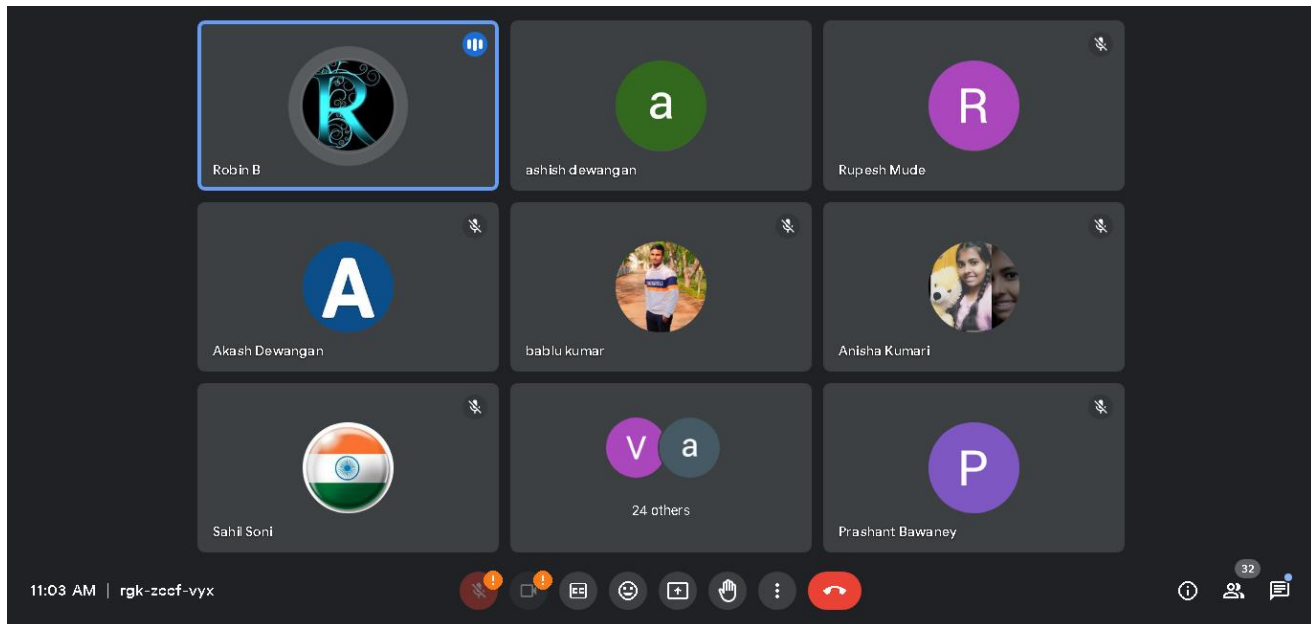 R
Robin B
a
ashish dewangan
R
Rupesh Mude
A
Akash Dewangan
bablu kumar
Anisha Kumari
Sahil Soni
V a
24 others
P
Prashant Bawaney
11:03 AM | rgk-zccf-vyx
CC
32